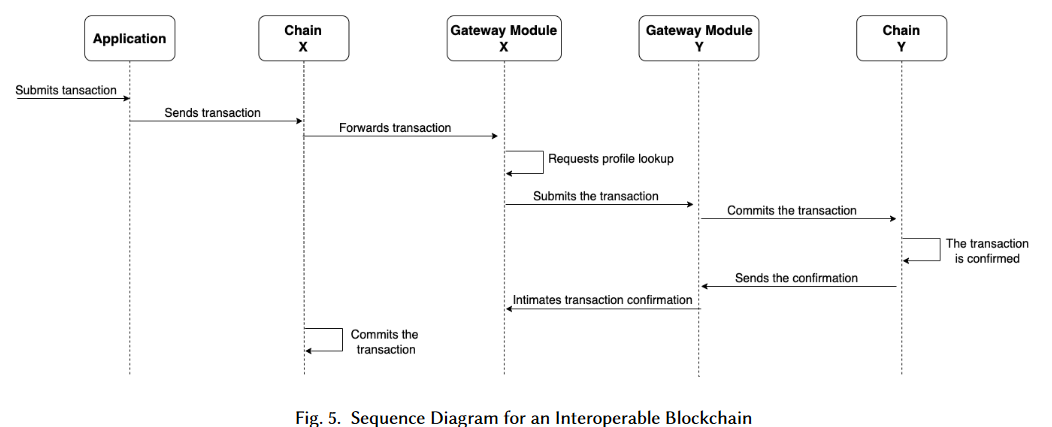 Application
Chain
X
Gateway Module
X
Gateway Module
Y
Chain
Y
Submits tansaction
Sends transaction
Forwards transaction
Requests profile lookup
Submits the transaction
Commits the transaction
The transaction
is confirmed
Sends the confirmation
Intimates transaction confirmation
Commits the
transaction
Fig. 5. Sequence Diagram for an Interoperable Blockchain